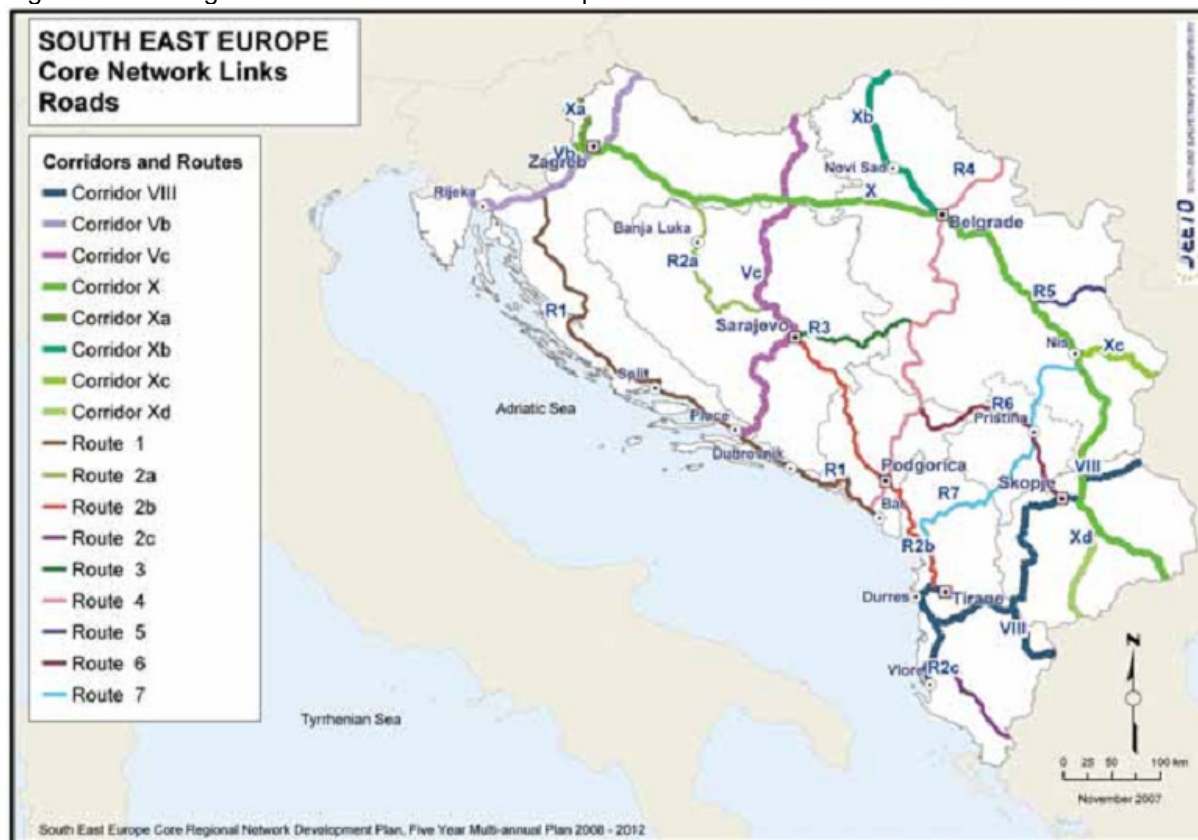 SOUTH EAST EUROPE
Core Network Links
Roads
Corridors and Routes
Corridor VIII
Corridor Vb
Corridor Vc
Corridor X
Corridor Xa
Corridor Xb
Corridor Xc
Corridor Xd
Route 1
Route 2a
Route 2b
Route 2c
Route 3
Route 4
Route 5
Route 6
Route 7
Xa
Vb
Zagreb
Rijeka
Xb
Novi Sad
R4
X
Belgrade
Banja Luka
R2a
Vc
R1
Sarajevo
R3
R5
Nis
Xc
Split
Adriatic Sea
Ploce
Dubrovnik
R6
Pristina
R1
Podgorica
Bar
R7
Skopje
VIII
Xd
R2b
Durres
Tirane
VIII
Vlore
R2c
Tyrrhenian Sea
N
0 25 50 100 km
November 2007
South East Europe Core Regional Network Development Plan, Five Year Multi-annual Plan 2008 - 2012